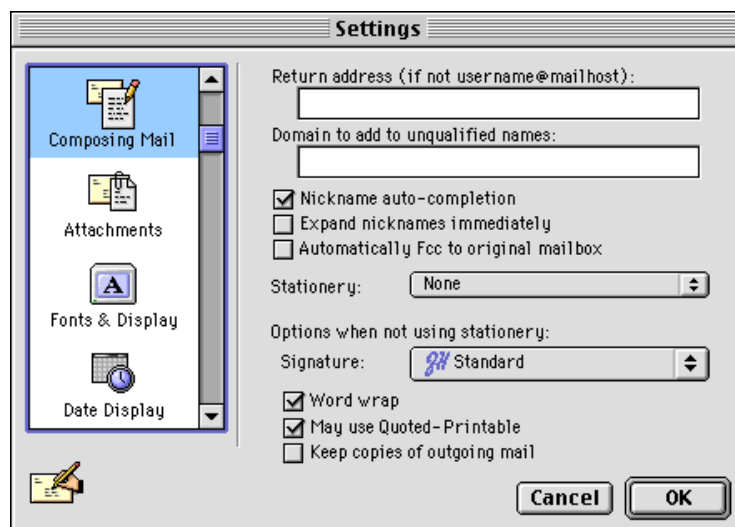 Settings
Composing Mail
Attachments
A
Fonts & Display
Date Display
Return address (if not username@mailhost):
Domain to add to unqualified names:
Nickname auto-completion
Expand nicknames immediately
Automatically Fcc to original mailbox
Stationery: None
Options when not using stationery:
Signature: JH Standard
Word wrap
May use Quoted-Printable
Keep copies of outgoing mail
Cancel OK